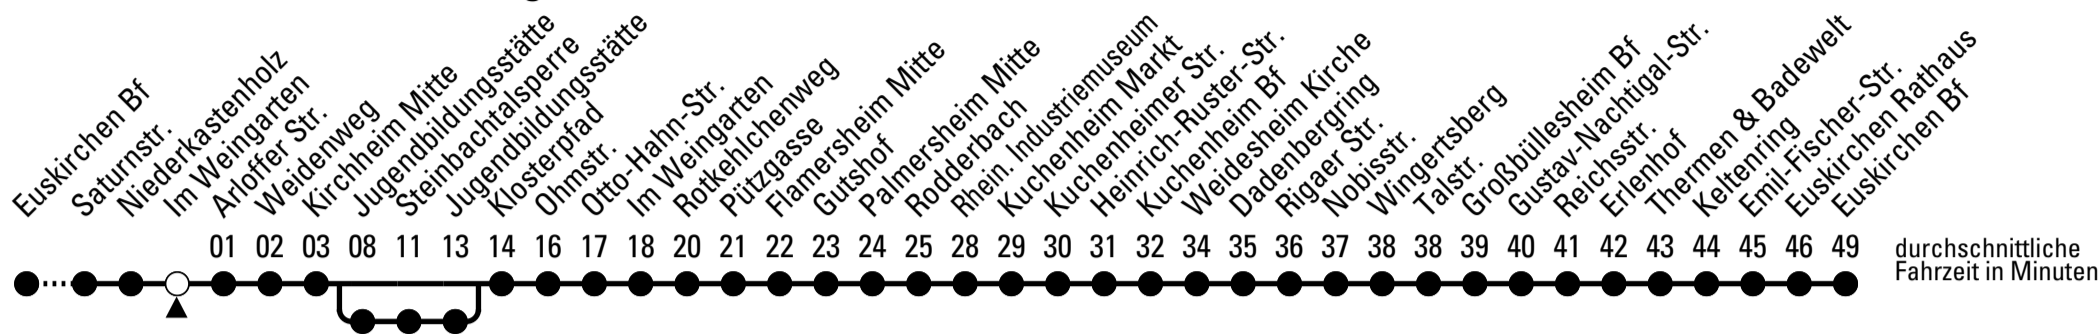 Euskirchen Bf
Saturnstr.
Niederkastenholz
Im Weingarten
Arloffer Str.
Weidenweg
Kirchheim Mitte
Jugendbildungsstätte
Steinbachtalsperre
Jugendbildungsstätte
Klosterpfad
Ohmstr.
Otto-Hahn-Str.
Im Weingarten
Rotkehlchenweg
Pützgasse
Flamersheim Mitte
Gutshof
Palmersheim Mitte
Rodderbach
Rhein. Industriemuseum
Kuchenheim Markt
Kuchenheimer Str.
Heinrich-Ruster-Str.
Kuchenheim Bf
Weidesheim Kirche
Dadenbergring
Rigaer Str.
Nobisstr.
Wingertsberg
Talstr.
Großbüllesheim Bf
Gustav-Nachtigal-Str.
Reichsstr.
Erlenhof
Thermen & Badewelt
Keltenring
Emil-Fischer-Str.
Euskirchen Rathaus
Euskirchen Bf
01 02 03 08 11 13 14 16 17 18 20 21 22 23 24 25 28 29 30 31 32 34 35 36 37 38 38 39 40 41 42 43 44 45 46 49
durchschnittliche
Fahrzeit in Minuten